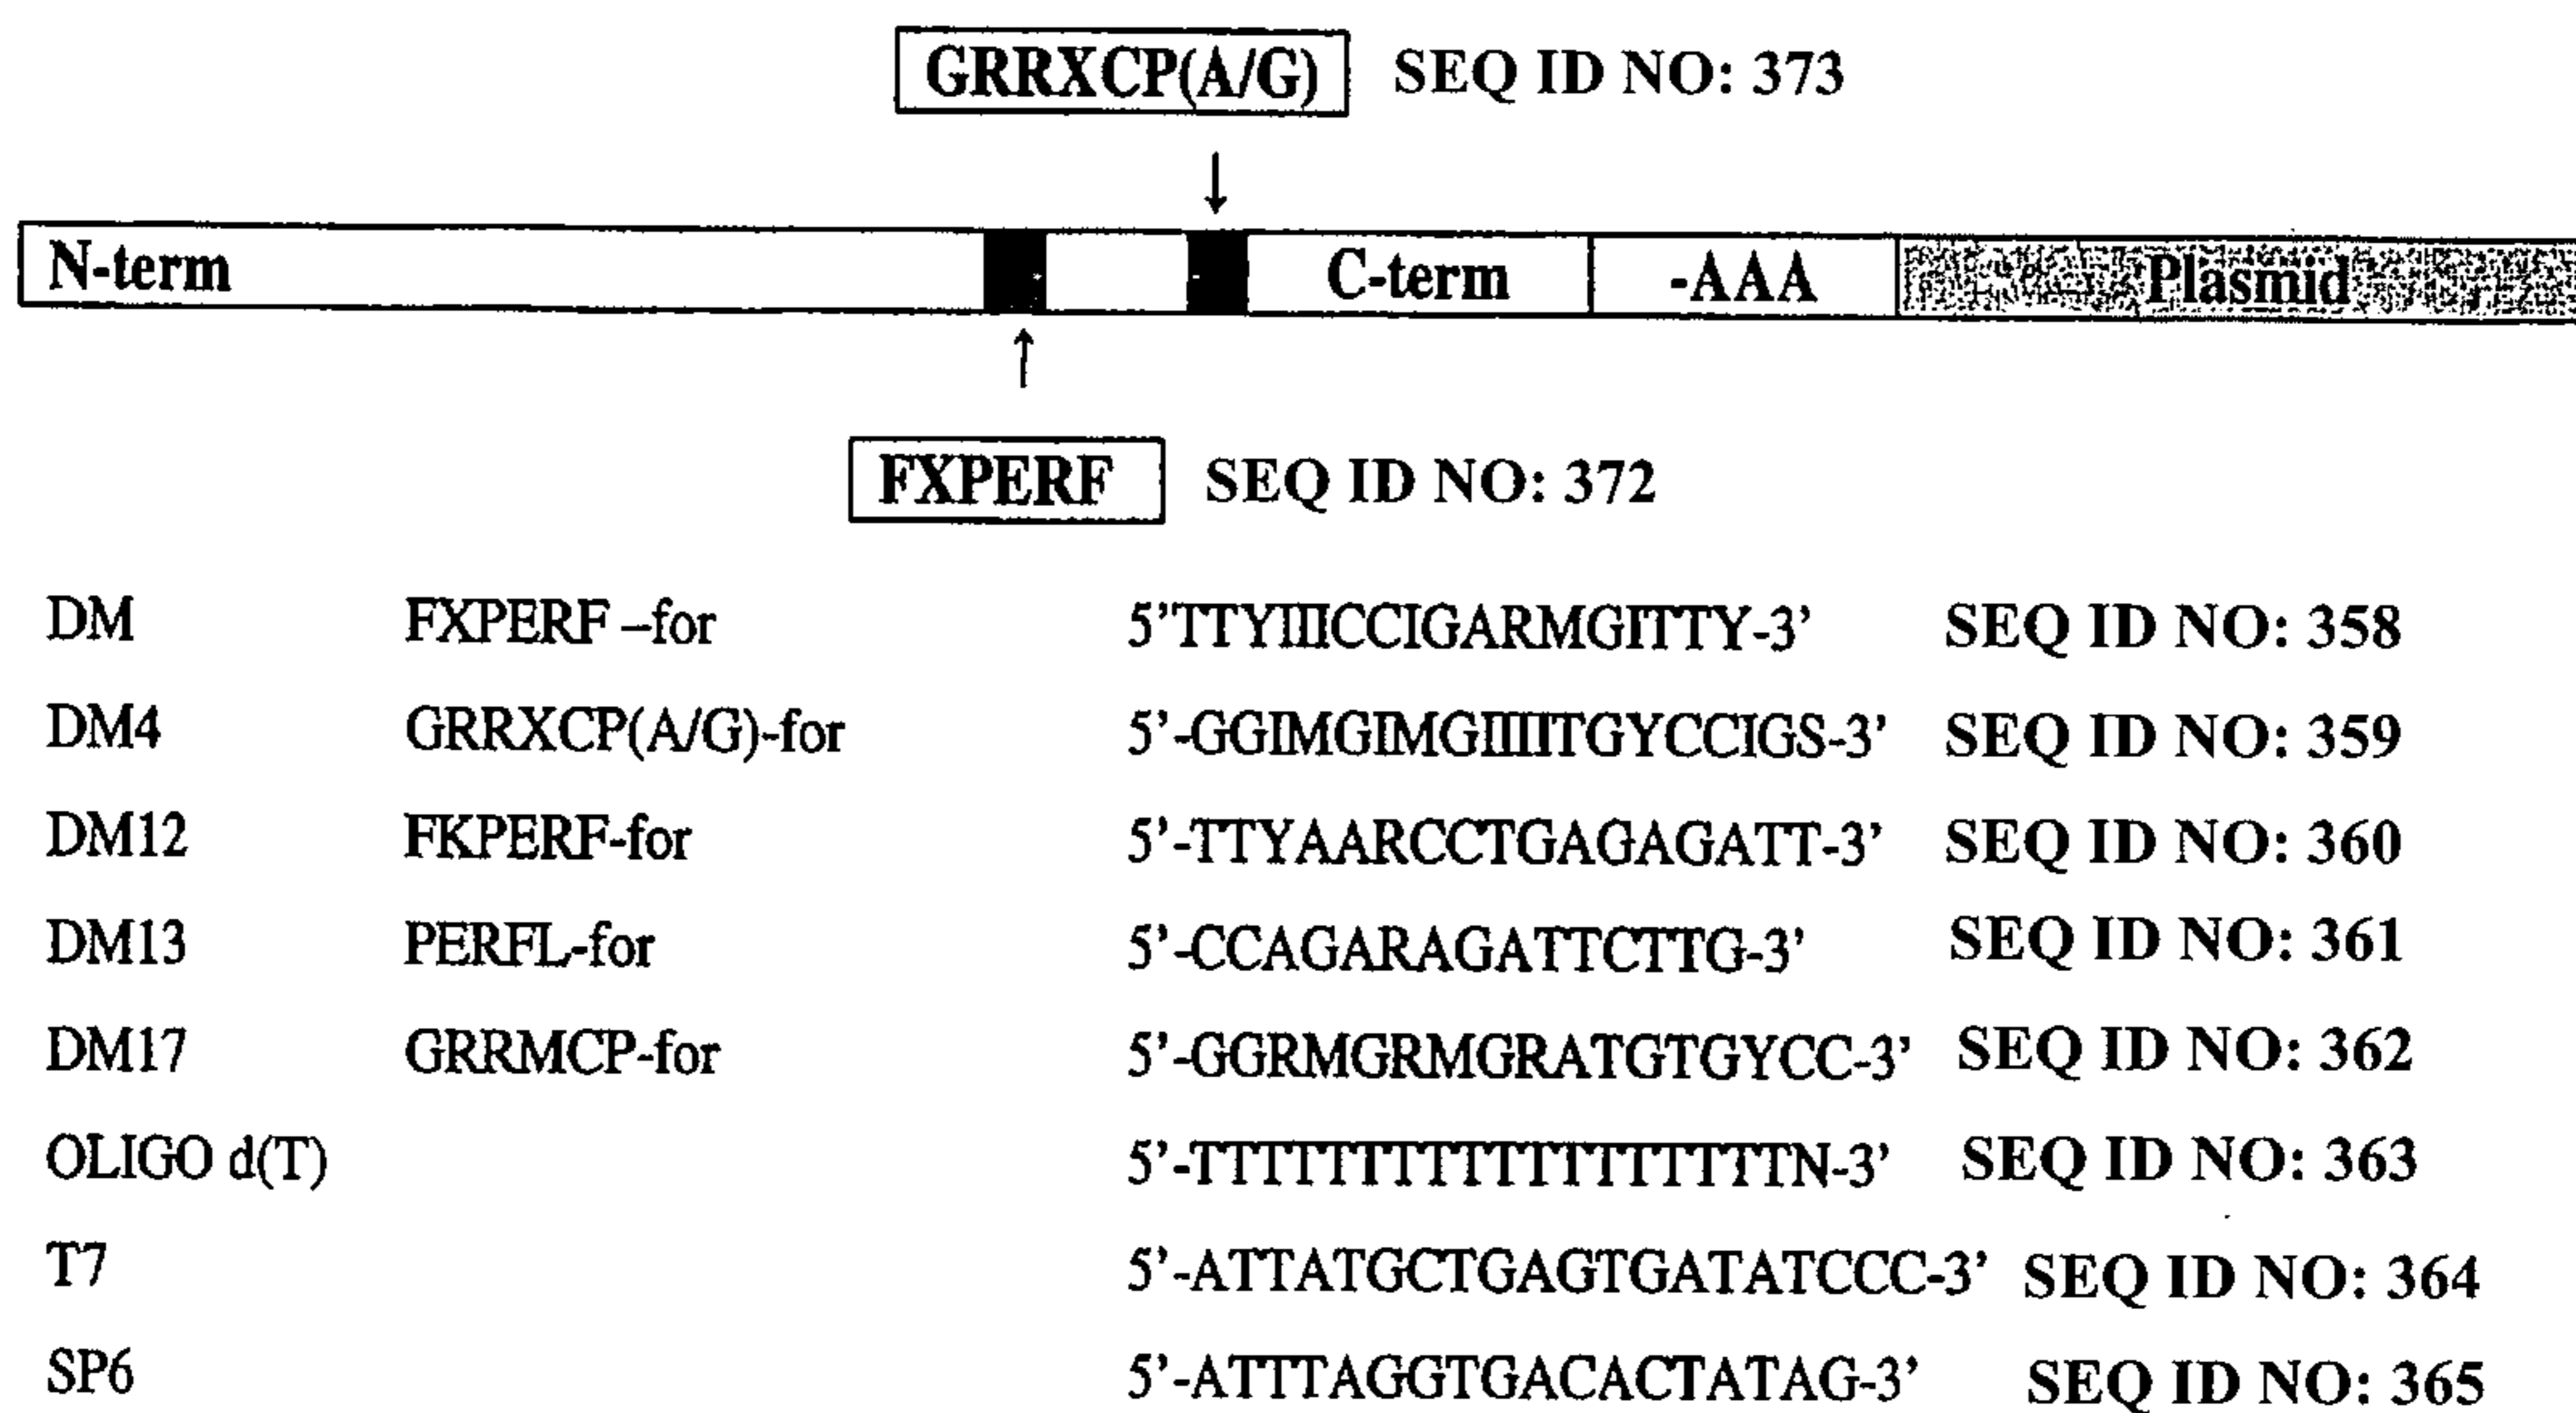 GRRXCP(A/G) SEQ ID NO: 373
N-term C-term -AAA Plasmid
FXPERF SEQ ID NO: 372
DM FXPERF –for 5’TTYIIICCIGARMGITTY-3’ SEQ ID NO: 358
DM4 GRRXCP(A/G)-for 5’-GGIMGIMGIIIITGYCCIGS-3’ SEQ ID NO: 359
DM12 FKPERF-for 5’-TTYAARCCTGAGAGATT-3’ SEQ ID NO: 360
DM13 PERFL-for 5’-CCAGARAGATTCTTG-3’ SEQ ID NO: 361
DM17 GRRMCP-for 5’-GGRMGRMGRATGTGYCC-3’ SEQ ID NO: 362
OLIGO d(T) 5’-TTTTTTTTTTTTTTTTTTN-3’ SEQ ID NO: 363
T7 5’-ATTATGCTGAGTGATATCCC-3’ SEQ ID NO: 364
SP6 5’-ATTTAGGTGACACTATAG-3’ SEQ ID NO: 365